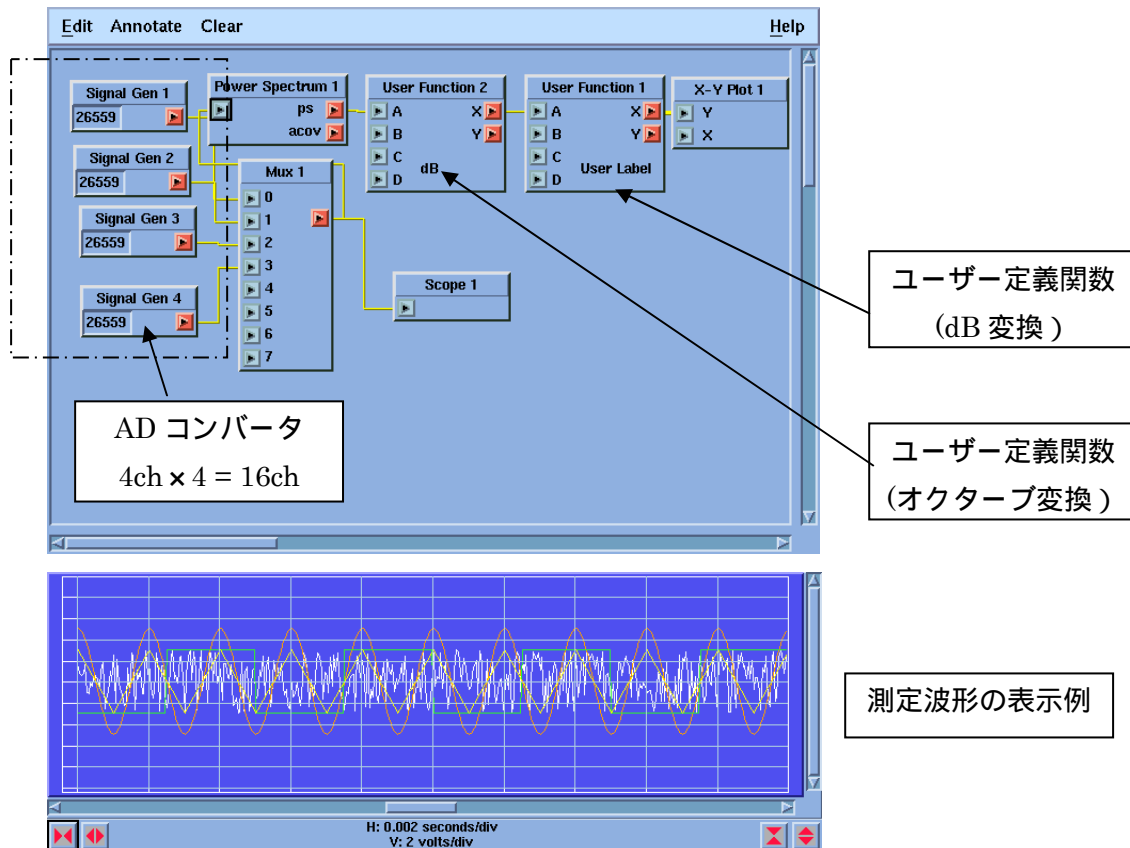 Edit Annotate Clear Help
Signal Gen 1
26559
Power Spectrum 1
ps
acov
User Function 2
A X
B Y
C
D
dB
User Function 1
A X
B Y
C
D
User Label
X-Y Plot 1
Y
X
Signal Gen 2
26559
Mux 1
0
1
2
3
4
5
6
7
Signal Gen 3
26559
Signal Gen 4
26559
Scope 1
ユーザー定義関数
(dB 変換)
AD コンバータ
4ch × 4 = 16ch
ユーザー定義関数
(オクターブ変換)
測定波形の表示例
H: 0.002 seconds/div
V: 2 volts/div